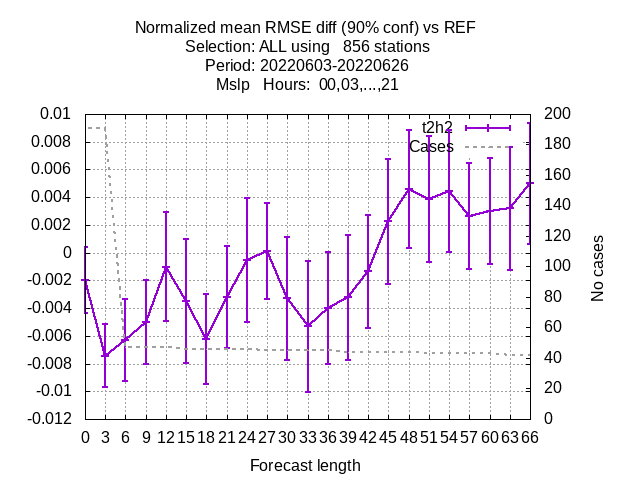 Normalized mean RMSE diff (90% conf) vs REF
Selection: ALL using   856 stations
Period: 20220603-20220626
Mslp   Hours:  00,03,...,21
0.01
0.008
0.006
0.004
0.002
0
-0.002
-0.004
-0.006
-0.008
-0.01
-0.012
t2h2
Cases
200
180
160
140
120
100
80
60
40
20
0
No cases
0 3 6 9 12 15 18 21 24 27 30 33 36 39 42 45 48 51 54 57 60 63 66
Forecast length